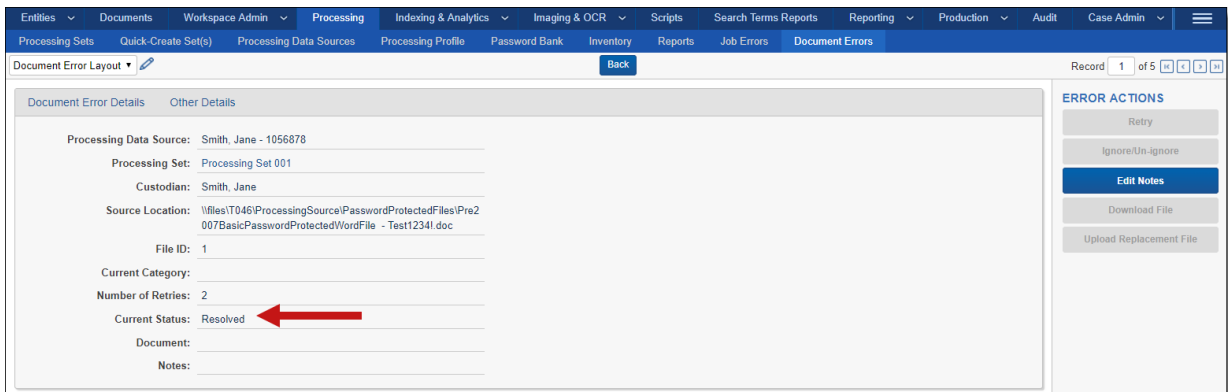 Entities Documents Workspace Admin Processing Indexing & Analytics Imaging & OCR Scripts Search Terms Reports Reporting Production Audit Case Admin
Processing Sets Quick-Create Set(s) Processing Data Sources Processing Profile Password Bank Inventory Reports Job Errors Document Errors
Document Error Layout Back Record 1 of 5
Document Error Details Other Details
ERROR ACTIONS
Retry
Ignore/Un-ignore
Edit Notes
Download File
Upload Replacement File
Processing Data Source: Smith, Jane - 1056878
Processing Set: Processing Set 001
Custodian: Smith, Jane
Source Location: \\files\T046\ProcessingSource\PasswordProtectedFiles\Pre2
007BasicPasswordProtectedWordFile - Test1234!.doc
File ID: 1
Current Category:
Number of Retries: 2
Current Status: Resolved
Document:
Notes: